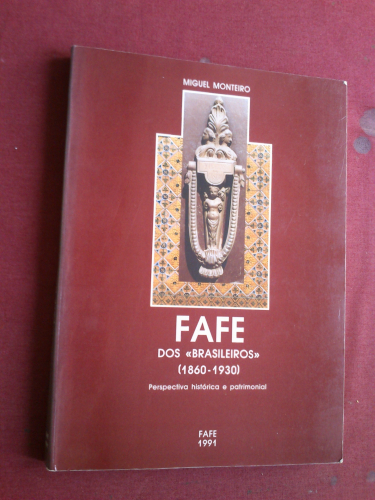 MIGUEL MONTEIRO
FAFE
DOS «BRASILEIROS»
(1860-1930)
Perspectiva histórica e patrimonial
FAFE
1991